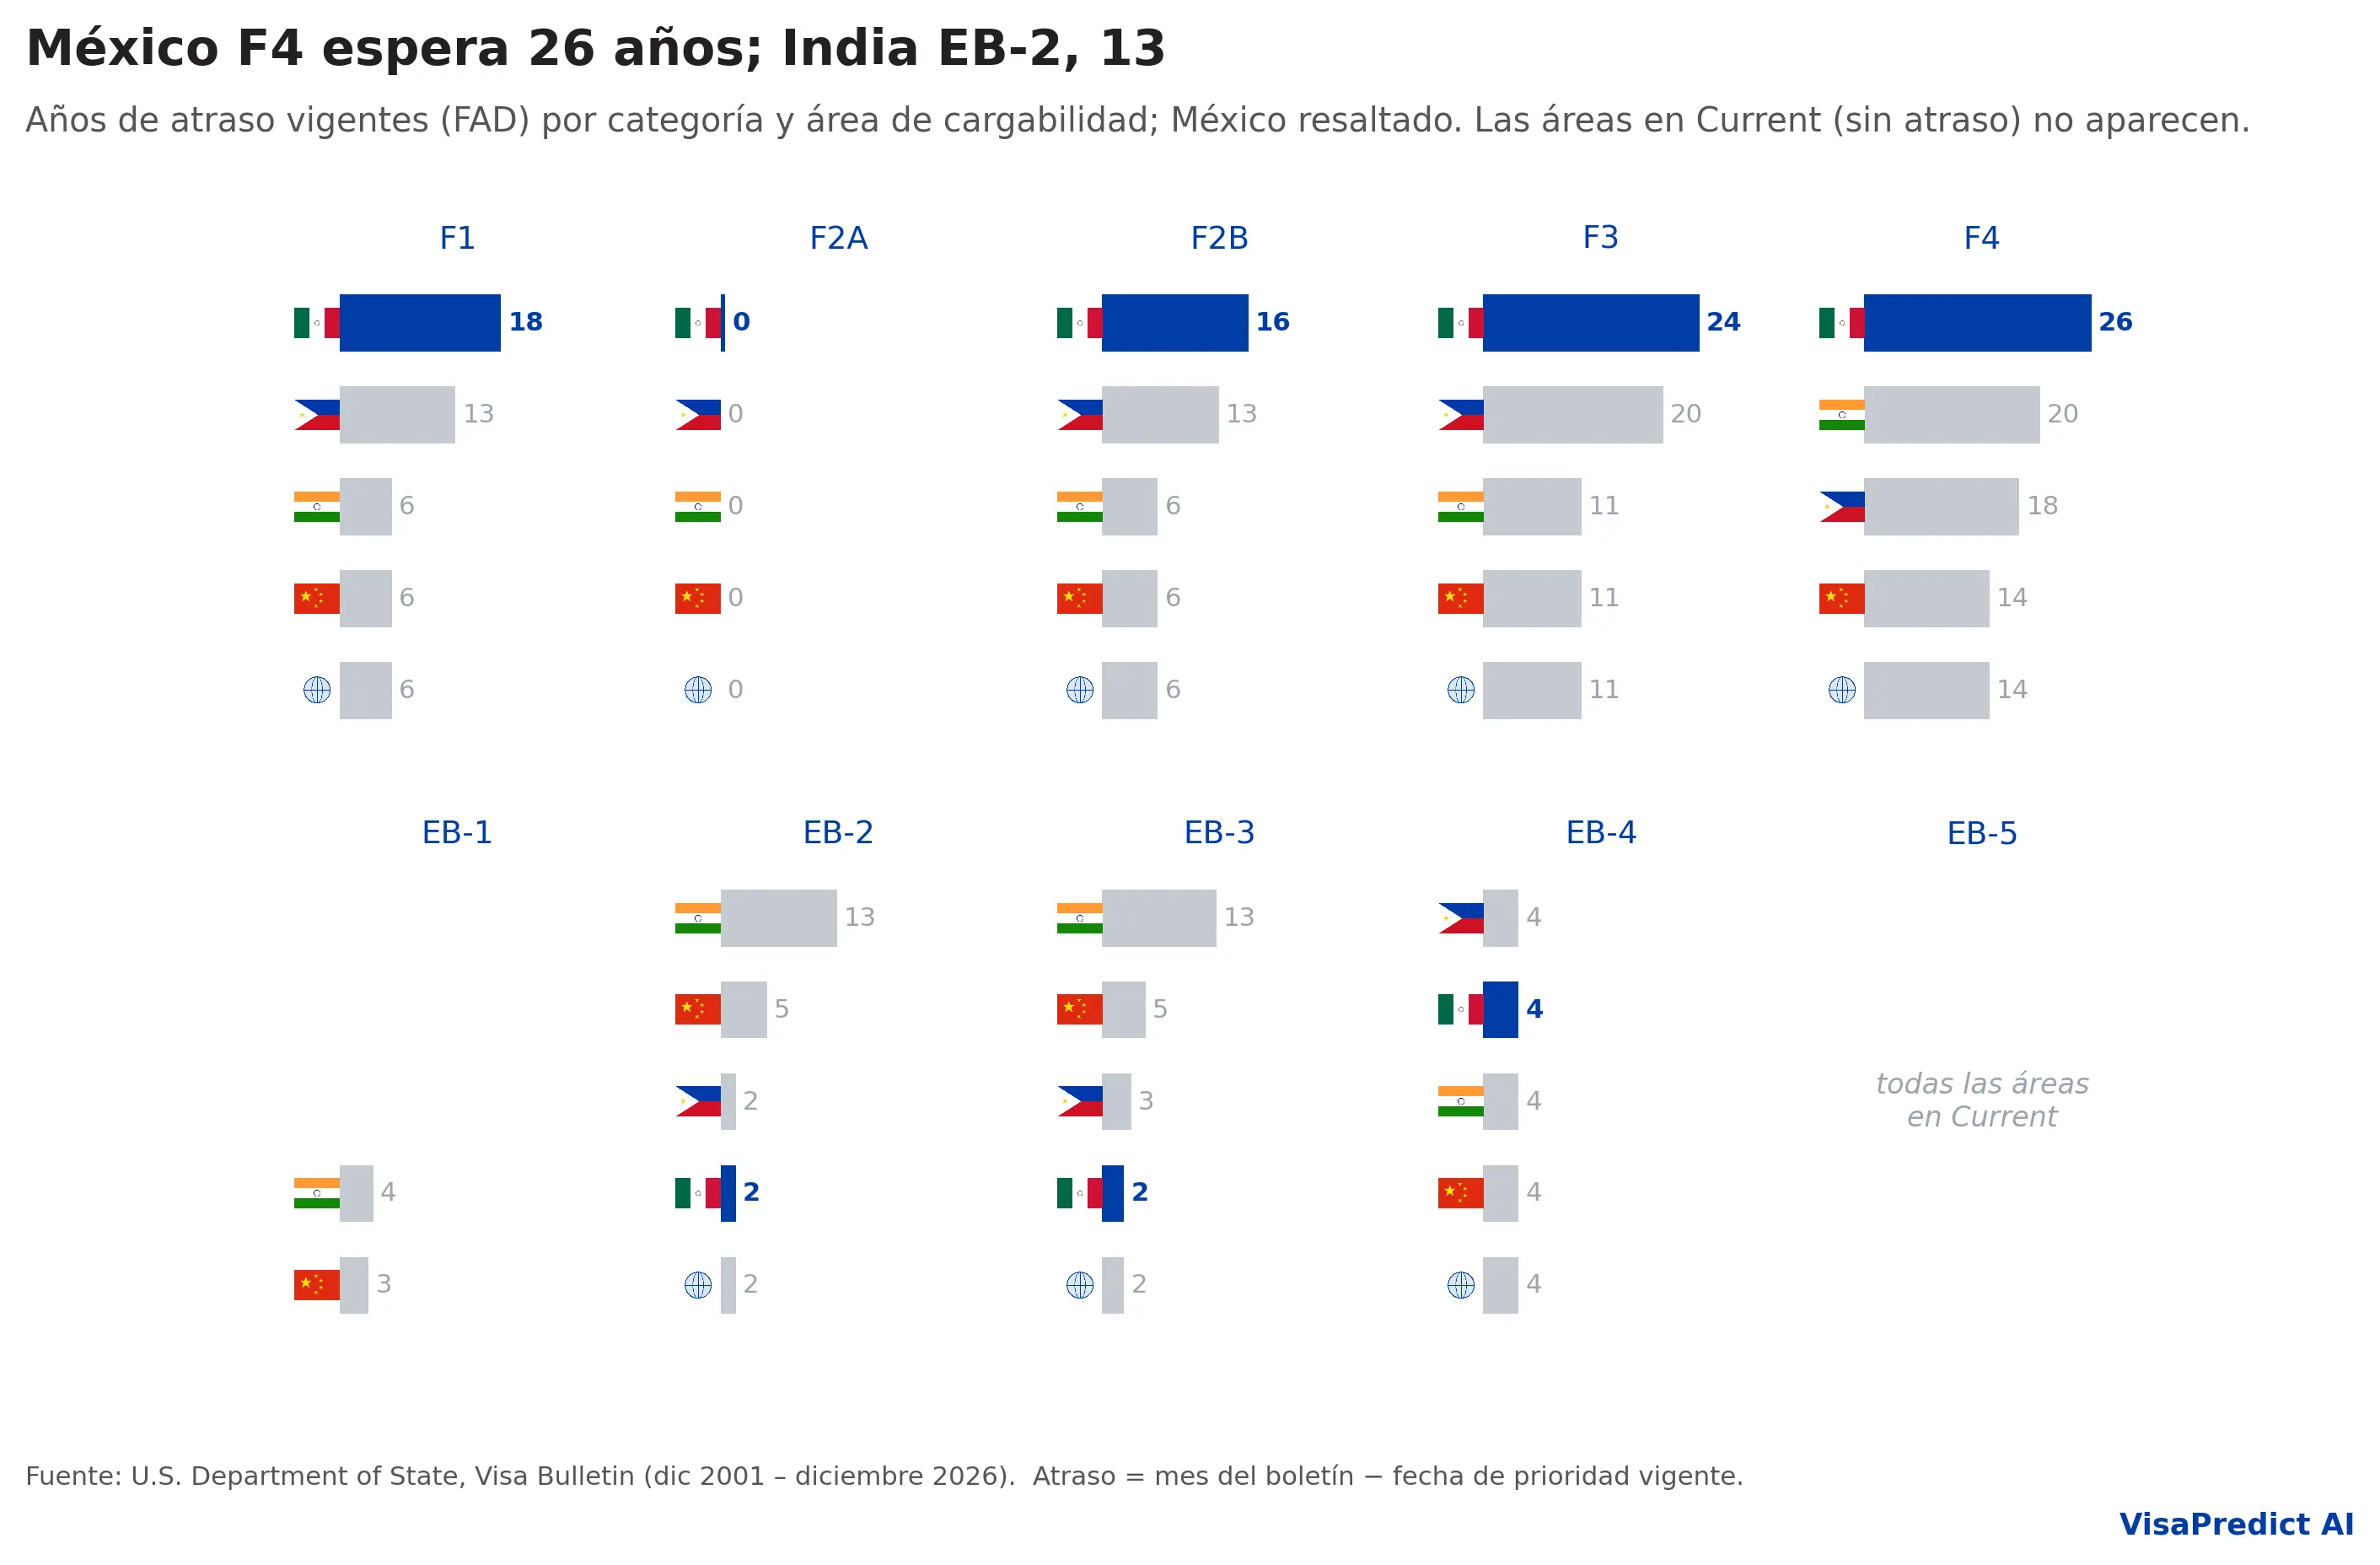 México F4 espera 26 años; India EB-2, 13
Años de atraso vigentes (FAD) por categoría y área de cargabilidad; México resaltado. Las áreas en Current (sin atraso) no aparecen.
F1
18
13
6
6
6
F2A
0
0
0
0
0
F2B
16
13
6
6
6
F3
24
20
11
11
11
F4
26
20
18
14
14
EB-1
4
3
EB-2
13
5
2
2
2
EB-3
13
5
3
2
2
EB-4
4
4
4
4
4
EB-5
todas las áreas
en Current
Fuente: U.S. Department of State, Visa Bulletin (dic 2001 – diciembre 2026).  Atraso = mes del boletín − fecha de prioridad vigente.
VisaPredict AI